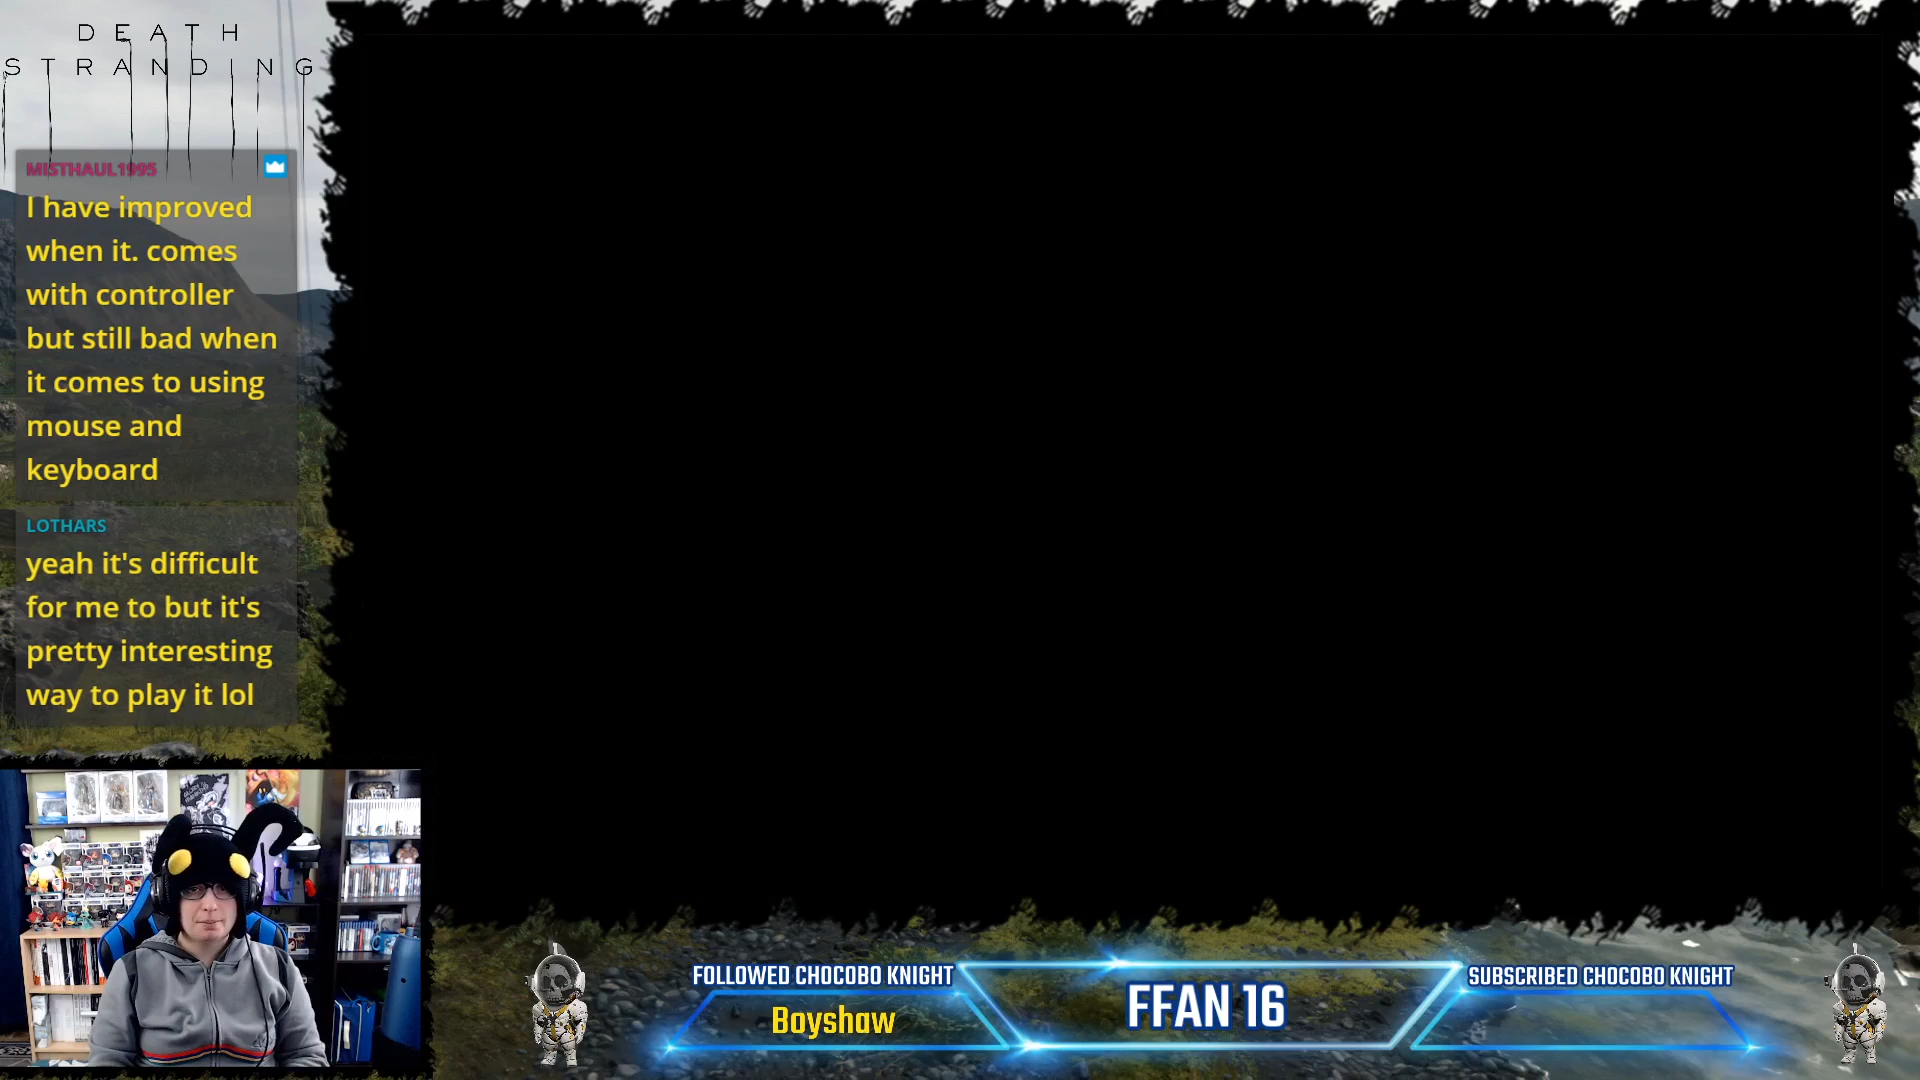 DEATH
STRANDING
MISTHAUL1995
I have improved
when it. comes
with controller
but still bad when
it comes to using
mouse and
keyboard
LOTHARS
yeah it's difficult
for me to but it's
pretty interesting
way to play it lol
FOLLOWED CHOCOBO KNIGHT
Boyshaw
FFAN 16
SUBSCRIBED CHOCOBO KNIGHT